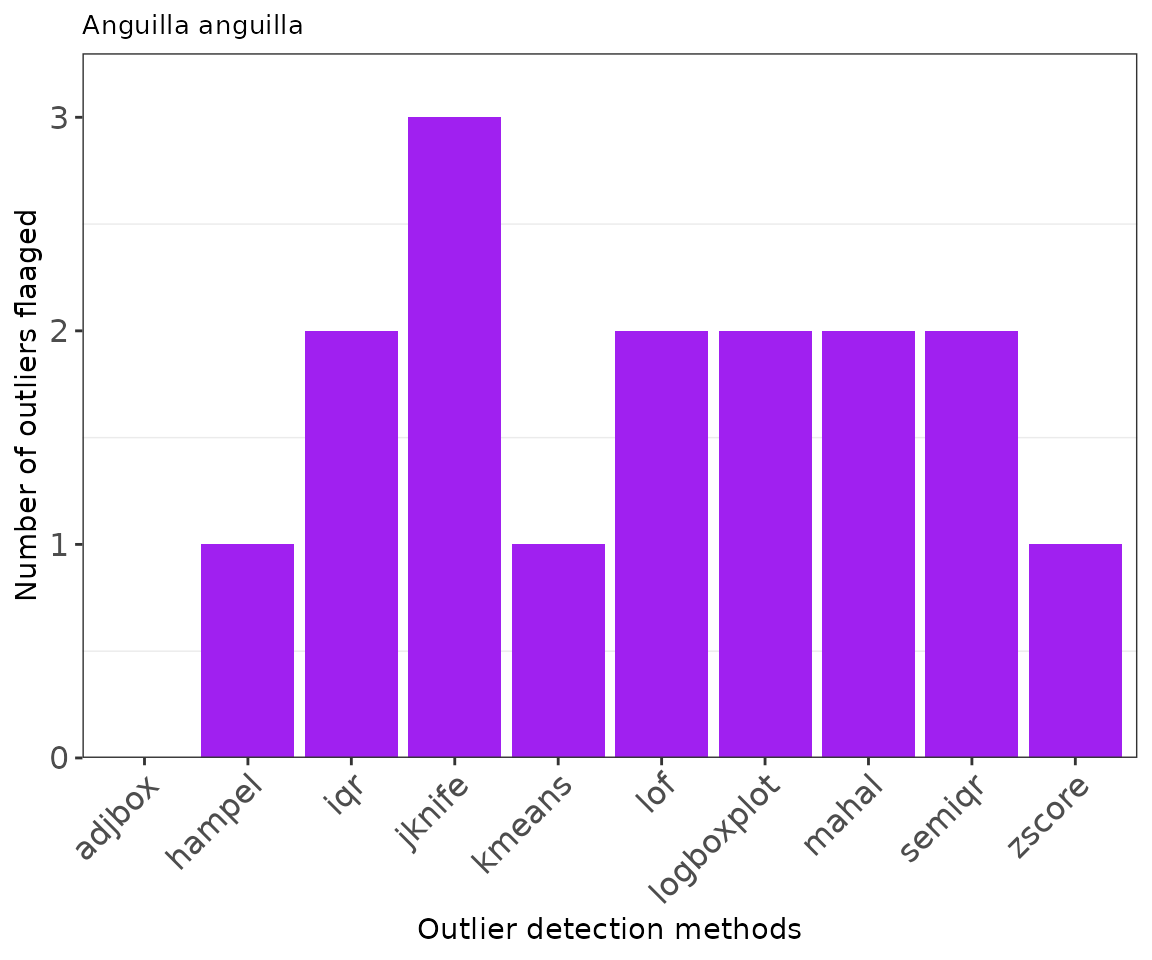 Anguilla anguilla
Number of outliers flaaged
3
2
1
0
adjbox
hampel
iqr
jknife
kmeans
lof
logboxplot
mahal
semiqr
zscore
Outlier detection methods